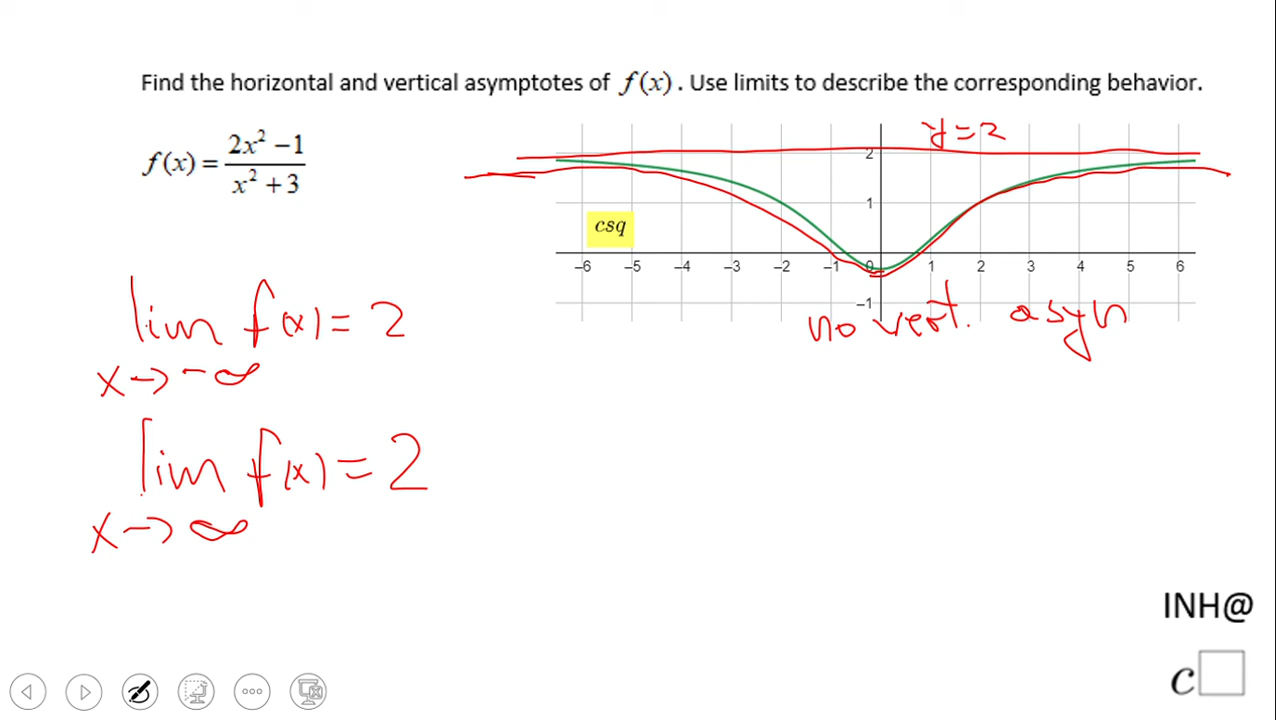 Find the horizontal and vertical asymptotes of f(x). Use limits to describe the corresponding behavior.
f(x) = (2x² − 1)/(x² + 3)
y = 2
2
1
csq
−6 −5 −4 −3 −2 −1 0 1 2 3 4 5 6
−1
no vert. asyn
lim f(x) = 2
x → −∞
lim f(x) = 2
x → ∞
INH@
c□